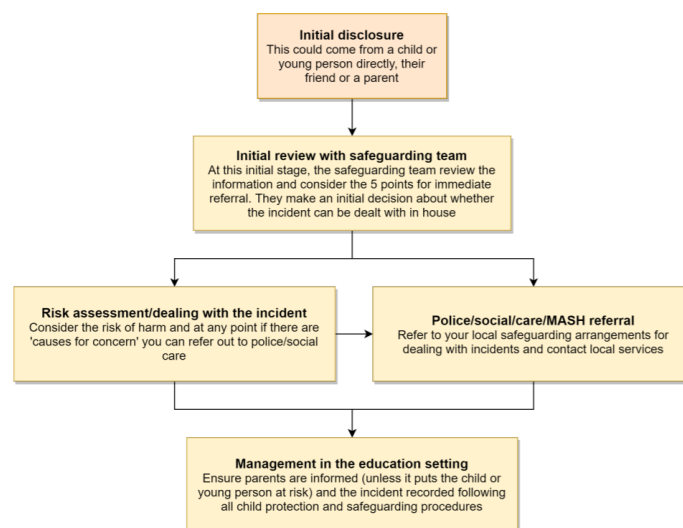 Initial disclosure
This could come from a child or
young person directly, their
friend or a parent
Initial review with safeguarding team
At this initial stage, the safeguarding team review the
information and consider the 5 points for immediate
referral. They make an initial decision about whether
the incident can be dealt with in house
Risk assessment/dealing with the incident
Consider the risk of harm and at any point if there are
'causes for concern' you can refer out to police/social
care
Police/social/care/MASH referral
Refer to your local safeguarding arrangements for
dealing with incidents and contact local services
Management in the education setting
Ensure parents are informed (unless it puts the child or
young person at risk) and the incident recorded following
all child protection and safeguarding procedures